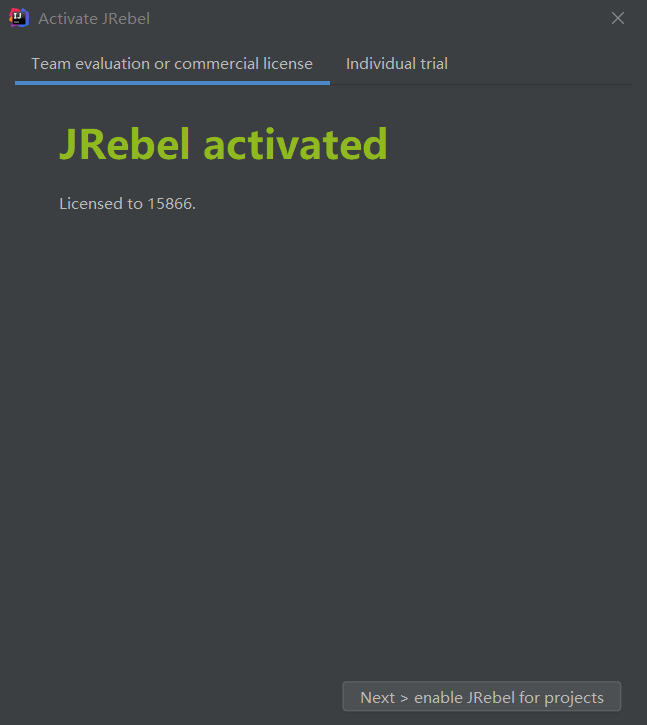 Activate JRebel
Team evaluation or commercial license Individual trial
JRebel activated
Licensed to 15866.
Next > enable JRebel for projects